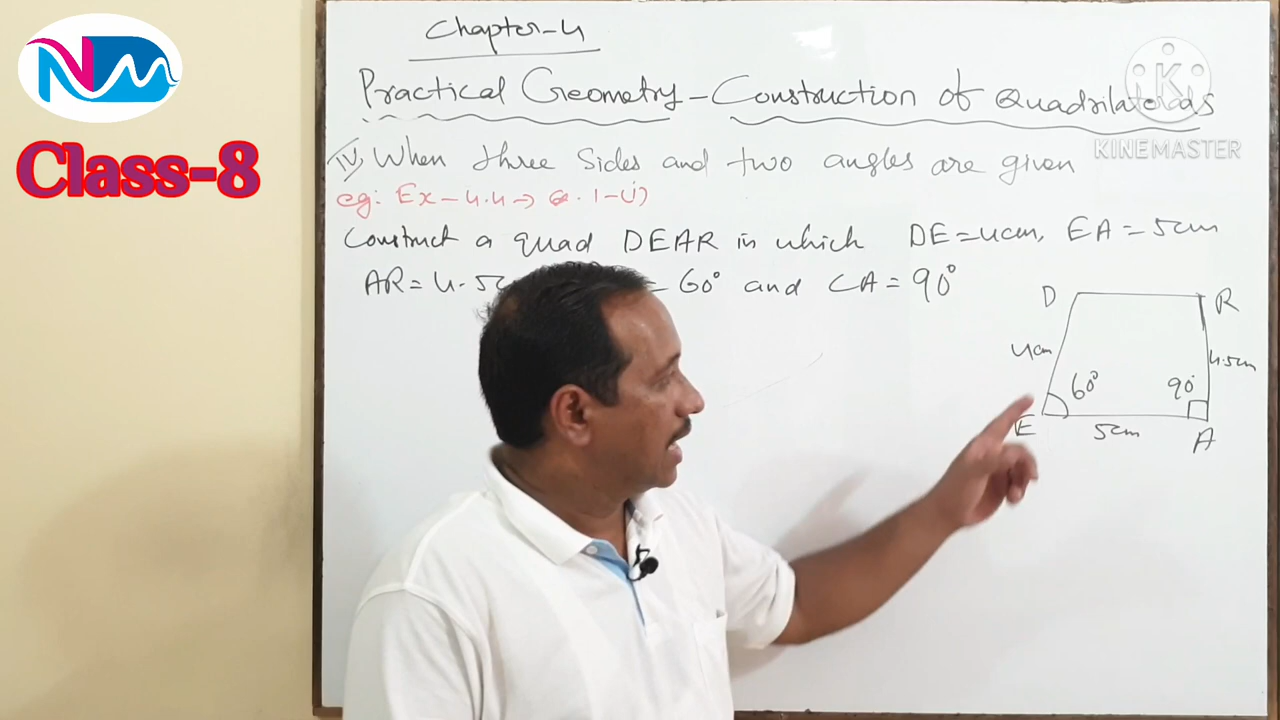 NDM
Class-8
KINEMASTER
Chapter-4
Practical Geometry - Construction of Quadrilaterals
iv) When three sides and two angles are given
eg: Ex-4.4 → Q.1-(i)
Construct a quad DEAR in which DE=4cm, EA=5cm
AR=4.5c = 60° and ∠A=90°
D R
4cm 4.5cm
60° 90°
E 5cm A